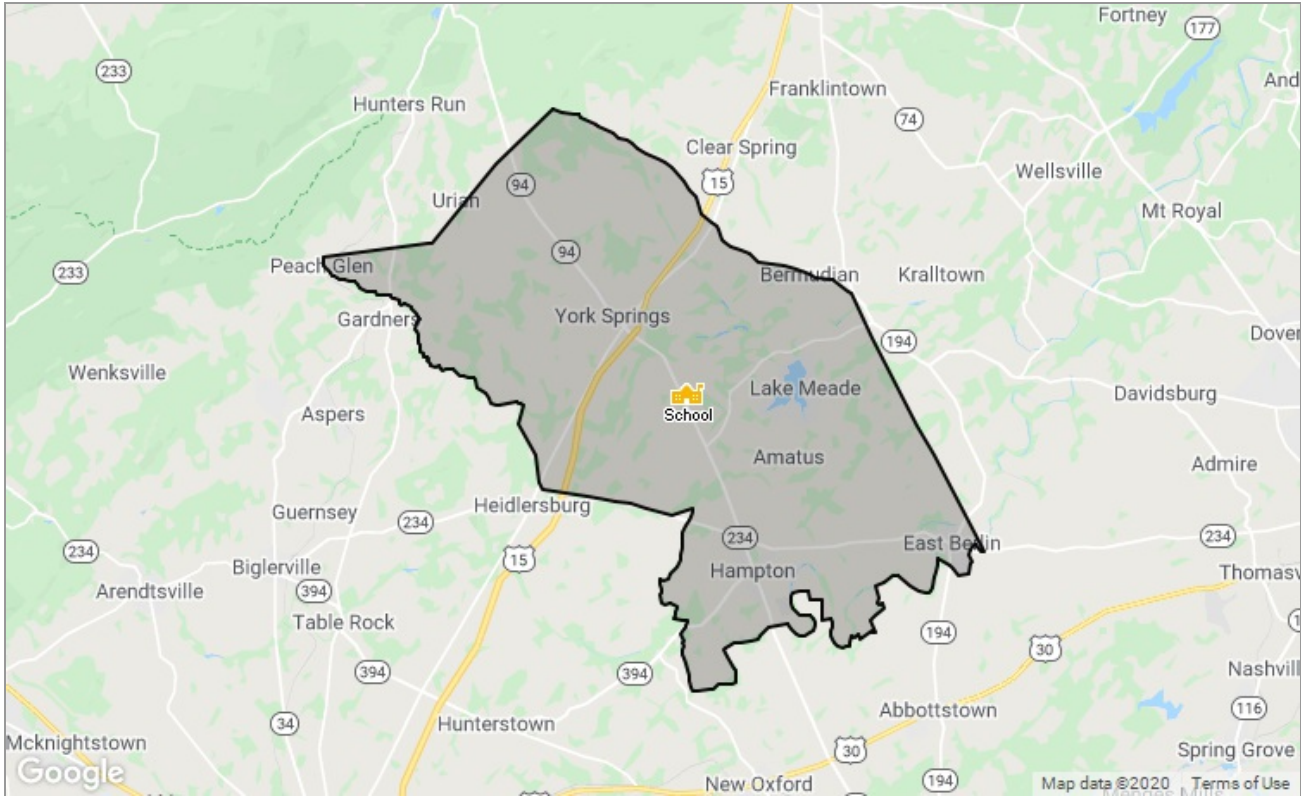 Fortney
177
233
Hunters Run
Franklintown
74
Clear Spring
15
Wellsville
94
Urian
Mt Royal
94
Peach Glen
233
Bermudian
Kralltown
Gardners
York Springs
194
Dover
Wenksville
Lake Meade
Davidsburg
School
Aspers
Amatus
Admire
Heidlersburg
Guernsey
234
234
East Berlin
234
234
15
Biglerville
Hampton
394
Arendtsville
Table Rock
194
30
394
394
Abbottstown
34
Hunterstown
116
Mcknightstown
30
Spring Grove
Google
New Oxford
194
Map data ©2020 Terms of Use